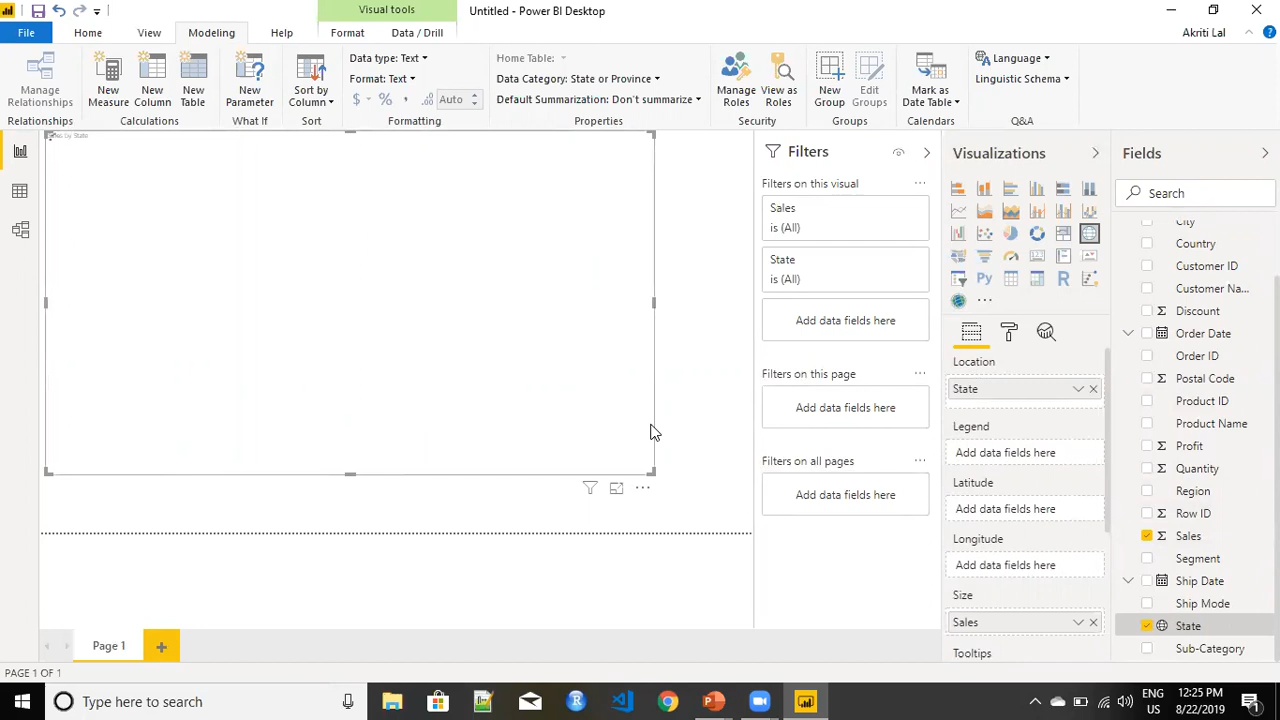 Visual tools
Untitled - Power BI Desktop
File
Home
View
Modeling
Help
Format
Data / Drill
Akriti Lal
Manage Relationships
Relationships
New Measure
New Column
New Table
Calculations
New Parameter
What If
Sort by Column
Sort
Data type: Text
Format: Text
$ % , Auto
Formatting
Home Table:
Data Category: State or Province
Default Summarization: Don't summarize
Properties
Manage Roles
View as Roles
Security
New Group
Edit Groups
Groups
Mark as Date Table
Calendars
Language
Linguistic Schema
Q&A
by State
Filters
Filters on this visual
Sales
is (All)
State
is (All)
Add data fields here
Filters on this page
Add data fields here
Filters on all pages
Add data fields here
Visualizations
Py
R
Location
State
Legend
Add data fields here
Latitude
Add data fields here
Longitude
Add data fields here
Size
Sales
Tooltips
Fields
Search
City
Country
Customer ID
Customer Na...
Discount
Order Date
Order ID
Postal Code
Product ID
Product Name
Profit
Quantity
Region
Row ID
Sales
Segment
Ship Date
Ship Mode
State
Sub-Category
Page 1
PAGE 1 OF 1
Type here to search
ENG
US
12:25 PM
8/22/2019